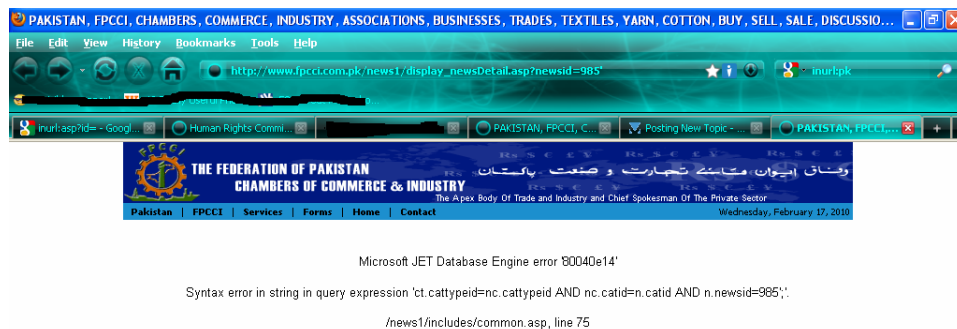 PAKISTAN, FPCCI, CHAMBERS, COMMERCE, INDUSTRY, ASSOCIATIONS, BUSINESSES, TRADES, TEXTILES, YARN, COTTON, BUY, SELL, SALE, DISCUSSIO...
File Edit View History Bookmarks Tools Help
http://www.fpcci.com.pk/news1/display_newsDetail.asp?newsid=985'
inurl:pk
inurl:asp?id= - Googl...
Human Rights Commi...
PAKISTAN, FPCCI, C...
Posting New Topic - ...
PAKISTAN, FPCCI,...
FPCCI
THE FEDERATION OF PAKISTAN
CHAMBERS OF COMMERCE & INDUSTRY
وفاق ایوان ہائے تجارت و صنعت پاکستان
The Apex Body Of Trade and Industry and Chief Spokesman Of The Private Sector
Pakistan | FPCCI | Services | Forms | Home | Contact
Wednesday, February 17, 2010
Microsoft JET Database Engine error '80040e14'
Syntax error in string in query expression 'ct.cattypeid=nc.cattypeid AND nc.catid=n.catid AND n.newsid=985';'.
/news1/includes/common.asp, line 75